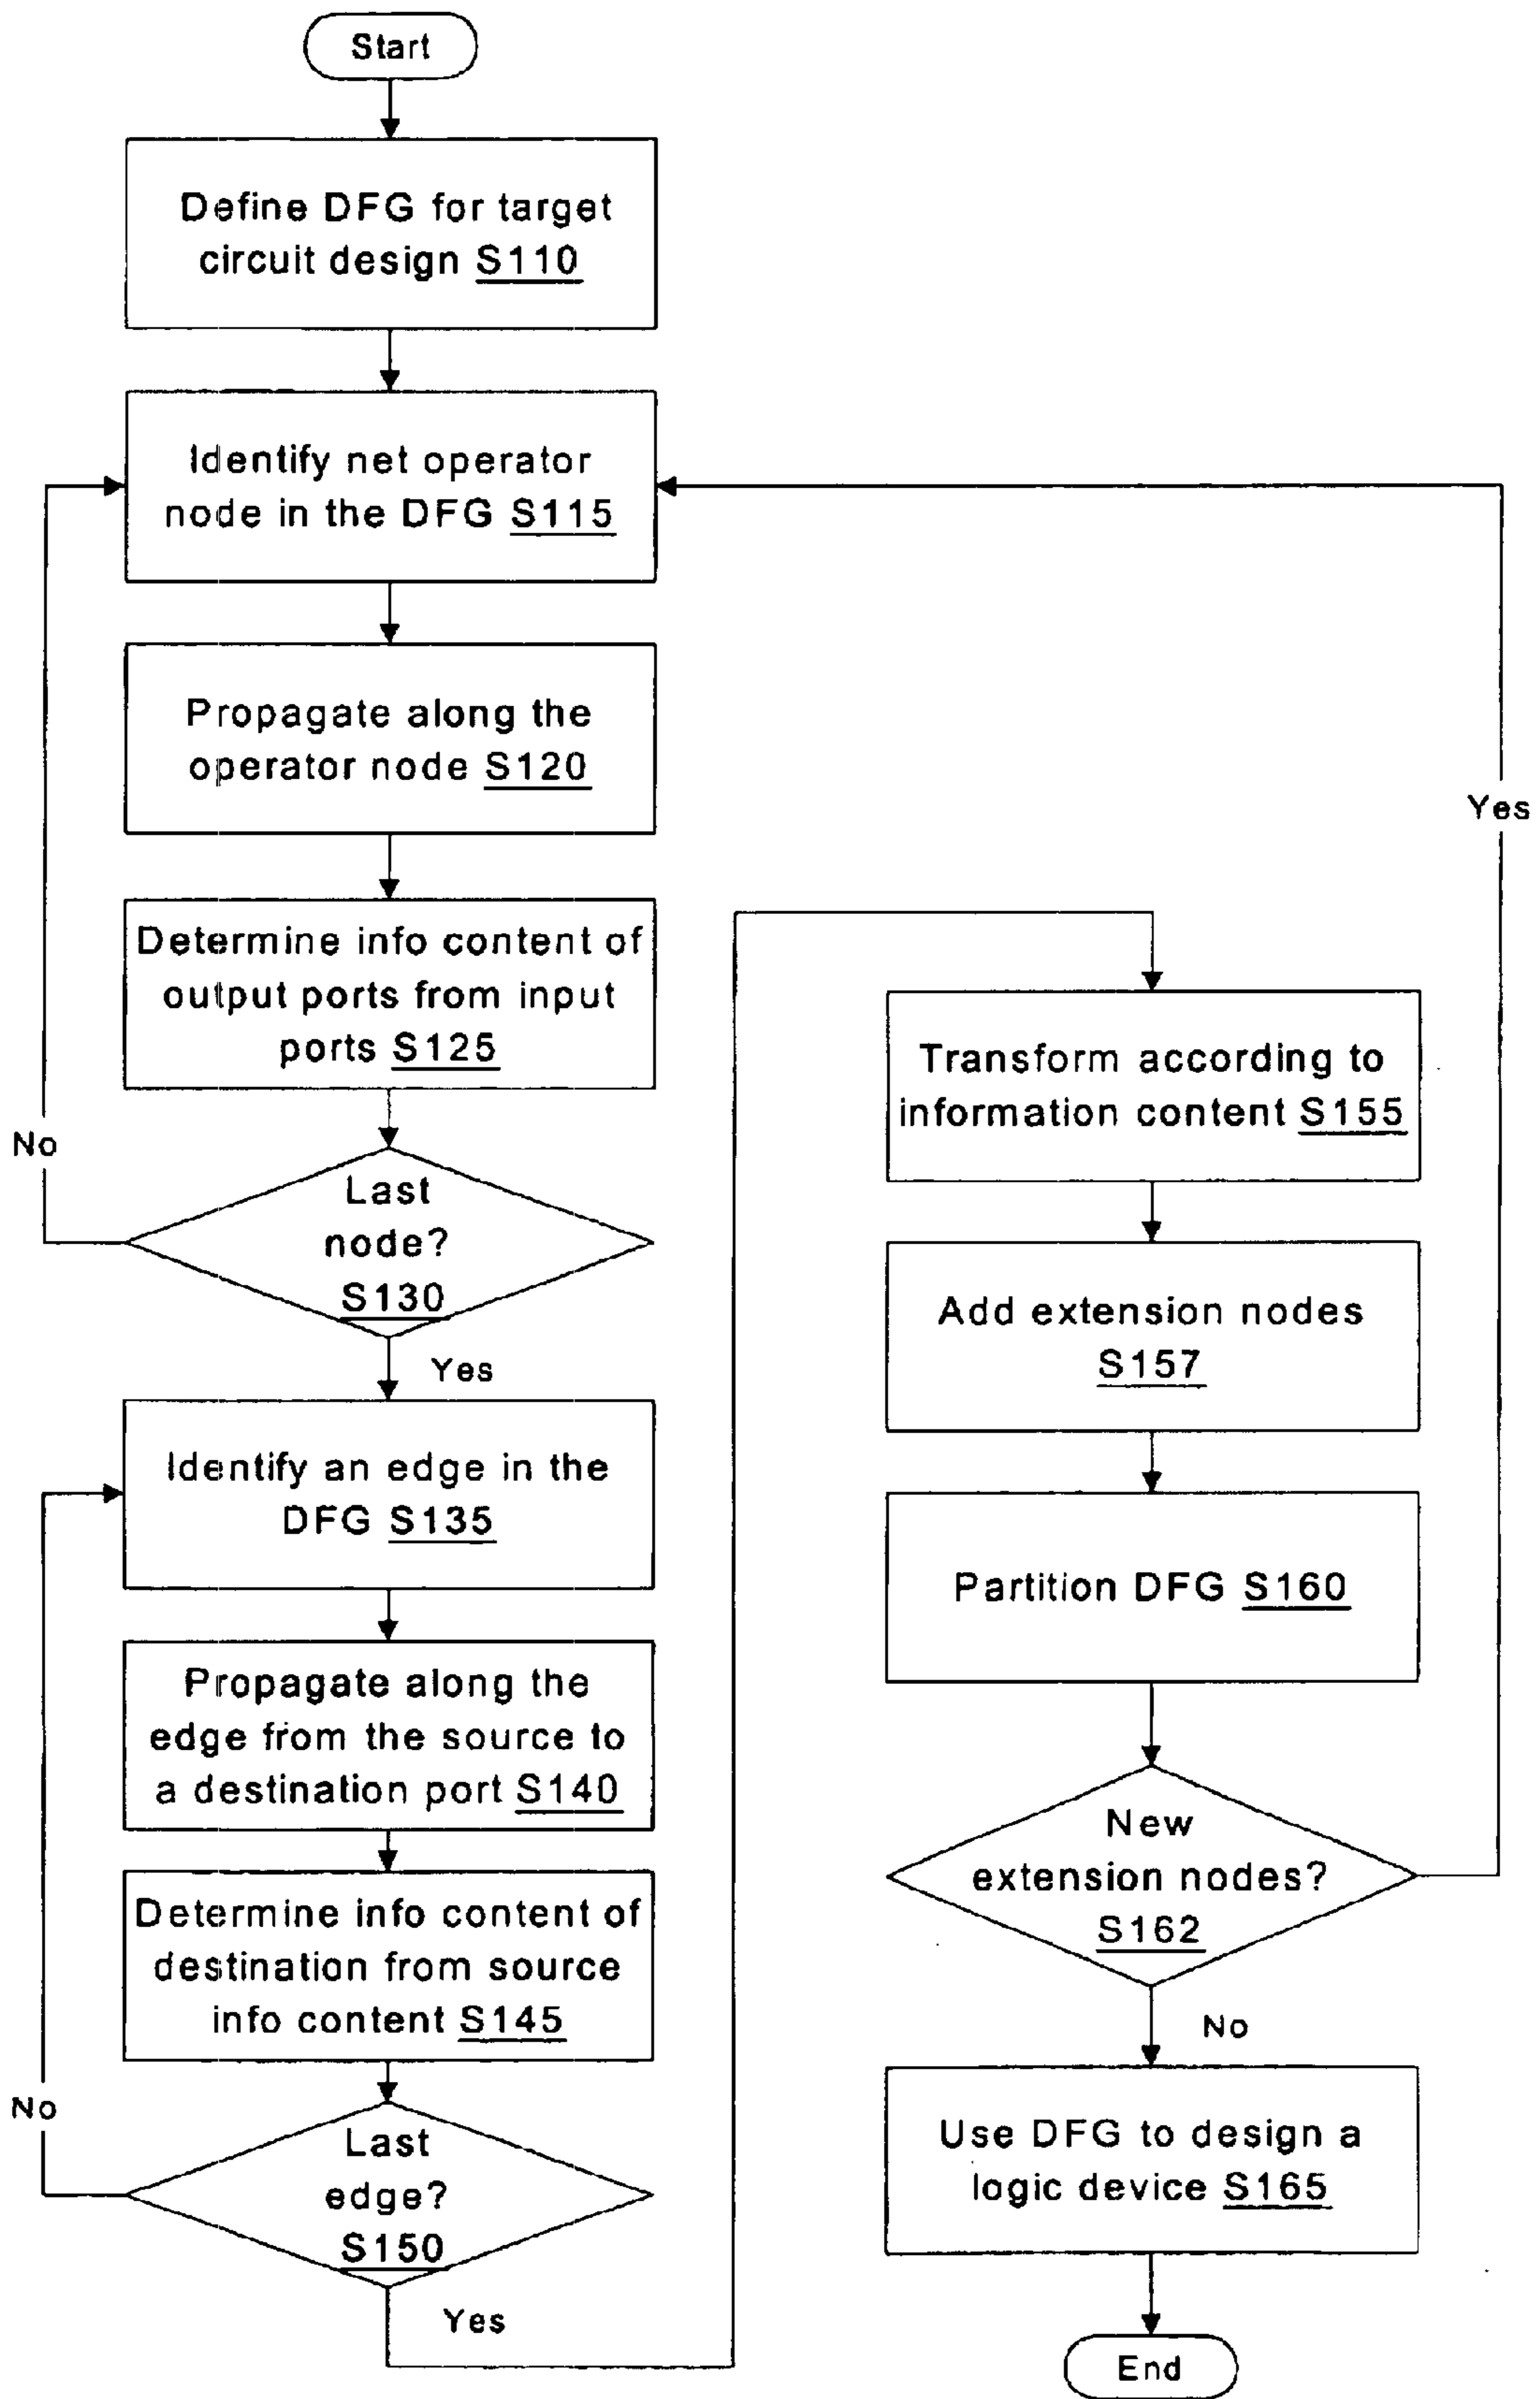 Start
Define DFG for target
circuit design S110
Identify net operator
node in the DFG S115
Propagate along the
operator node S120
Determine info content of
output ports from input
ports S125
No
Last
node?
S130
Yes
Identify an edge in the
DFG S135
Propagate along the
edge from the source to
a destination port S140
Determine info content of
destination from source
info content S145
No
Last
edge?
S150
Yes
Transform according to
information content S155
Add extension nodes
S157
Partition DFG S160
New
extension nodes?
S162
Yes
No
Use DFG to design a
logic device S165
End